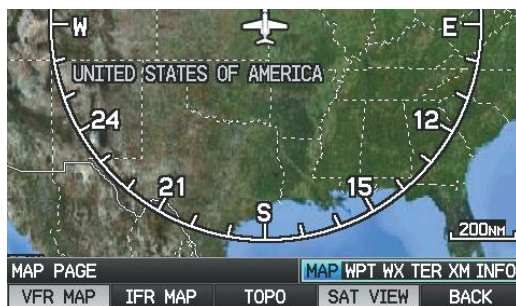 W E
UNITED STATES OF AMERICA
24 12
21 15
S
200NM
MAP PAGE MAP WPT WX TER XM INFO
VFR MAP IFR MAP TOPO SAT VIEW BACK